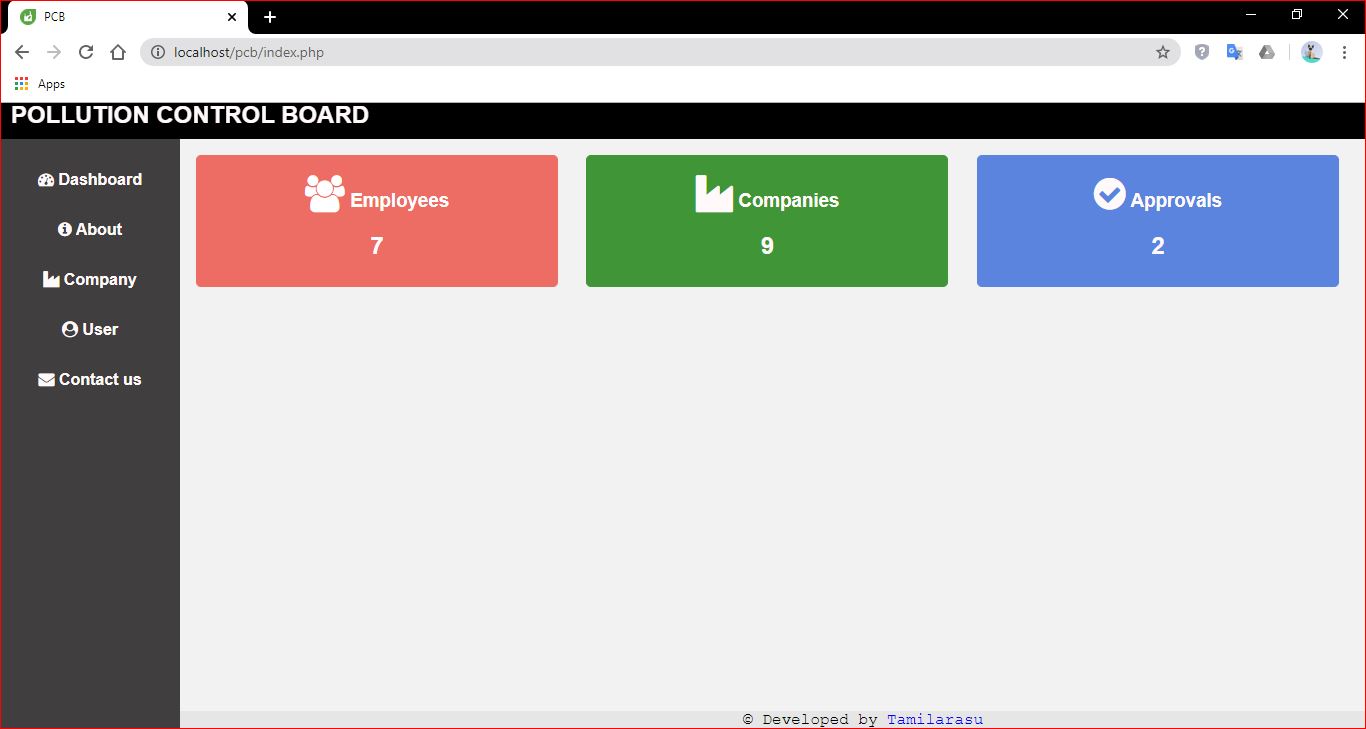 PCB
localhost/pcb/index.php
Apps
POLLUTION CONTROL BOARD
Dashboard
About
Company
User
Contact us
Employees
7
Companies
9
Approvals
2
© Developed by Tamilarasu